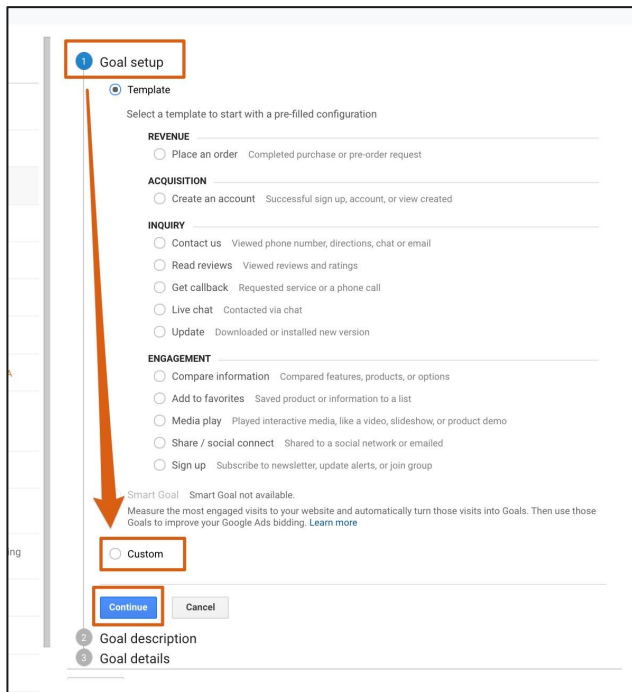 1 Goal setup
Template
Select a template to start with a pre-filled configuration
REVENUE
Place an order Completed purchase or pre-order request
ACQUISITION
Create an account Successful sign up, account, or view created
INQUIRY
Contact us Viewed phone number, directions, chat or email
Read reviews Viewed reviews and ratings
Get callback Requested service or a phone call
Live chat Contacted via chat
Update Downloaded or installed new version
ENGAGEMENT
Compare information Compared features, products, or options
Add to favorites Saved product or information to a list
Media play Played interactive media, like a video, slideshow, or product demo
Share / social connect Shared to a social network or emailed
Sign up Subscribe to newsletter, update alerts, or join group
Smart Goal Smart Goal not available.
Measure the most engaged visits to your website and automatically turn those visits into Goals. Then use those
Goals to improve your Google Ads bidding. Learn more
A
ing
Custom
Continue Cancel
2 Goal description
3 Goal details